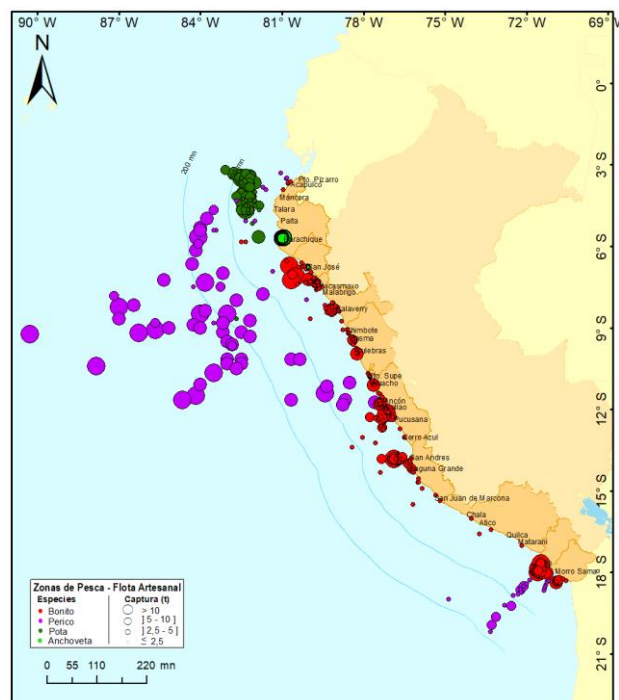 90° W 87° W 84° W 81° W 78° W 75° W 72° W 69° W
N
0°
3° S
Pto. Pizarro
Acapulco
200 mn
mn
Máncora
Talara
Paita
Parachique
6° S
San José
Pacasmayo
Malabrigo
Salaverry
9° S
Chimbote
Casma
Culebras
Pto. Supe
Huacho
Ancón
Callao
12° S
Pucusana
Cerro Azul
San Andres
Laguna Grande
15° S
San Juan de Marcona
Chala
Atico
Quilca
Matarani
18° S
Morro Sama
21° S
Zonas de Pesca - Flota Artesanal
Especies Captura (t)
Bonito > 10
Perico ] 5 - 10 ]
Pota ] 2,5 - 5 ]
Anchoveta ≤ 2,5
0 55 110 220 mn